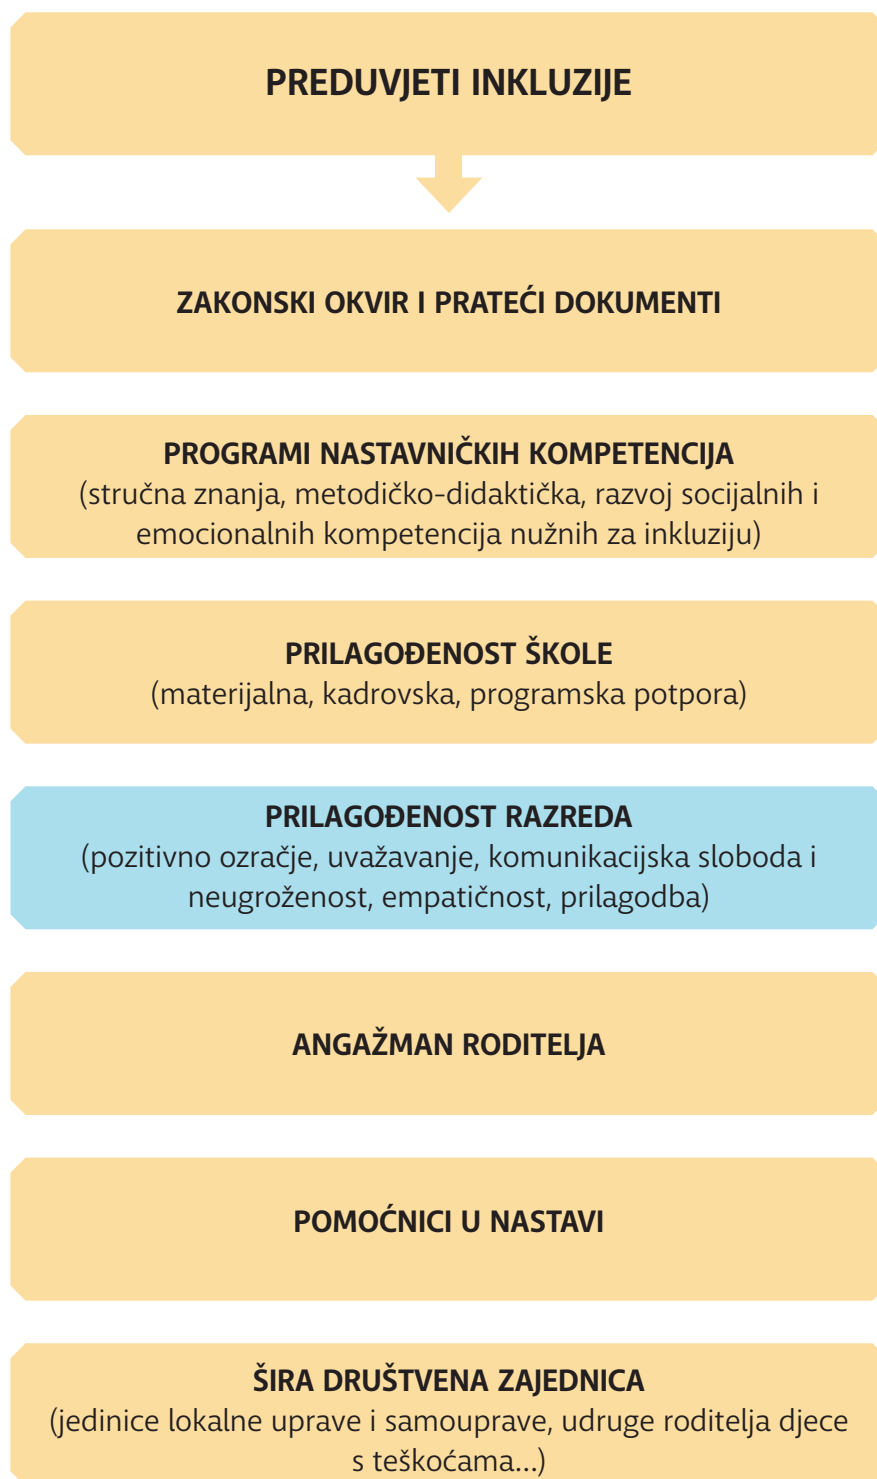 PREDUVJETI INKLUZIJE
ZAKONSKI OKVIR I PRATEĆI DOKUMENTI
PROGRAMI NASTAVNIČKIH KOMPETENCIJA
(stručna znanja, metodičko-didaktička, razvoj socijalnih i
emocionalnih kompetencija nužnih za inkluziju)
PRILAGOĐENOST ŠKOLE
(materijalna, kadrovska, programska potpora)
PRILAGOĐENOST RAZREDA
(pozitivno ozračje, uvažavanje, komunikacijska sloboda i
neugroženost, empatičnost, prilagodba)
ANGAŽMAN RODITELJA
POMOĆNICI U NASTAVI
ŠIRA DRUŠTVENA ZAJEDNICA
(jedinice lokalne uprave i samouprave, udruge roditelja djece
s teškoćama...)